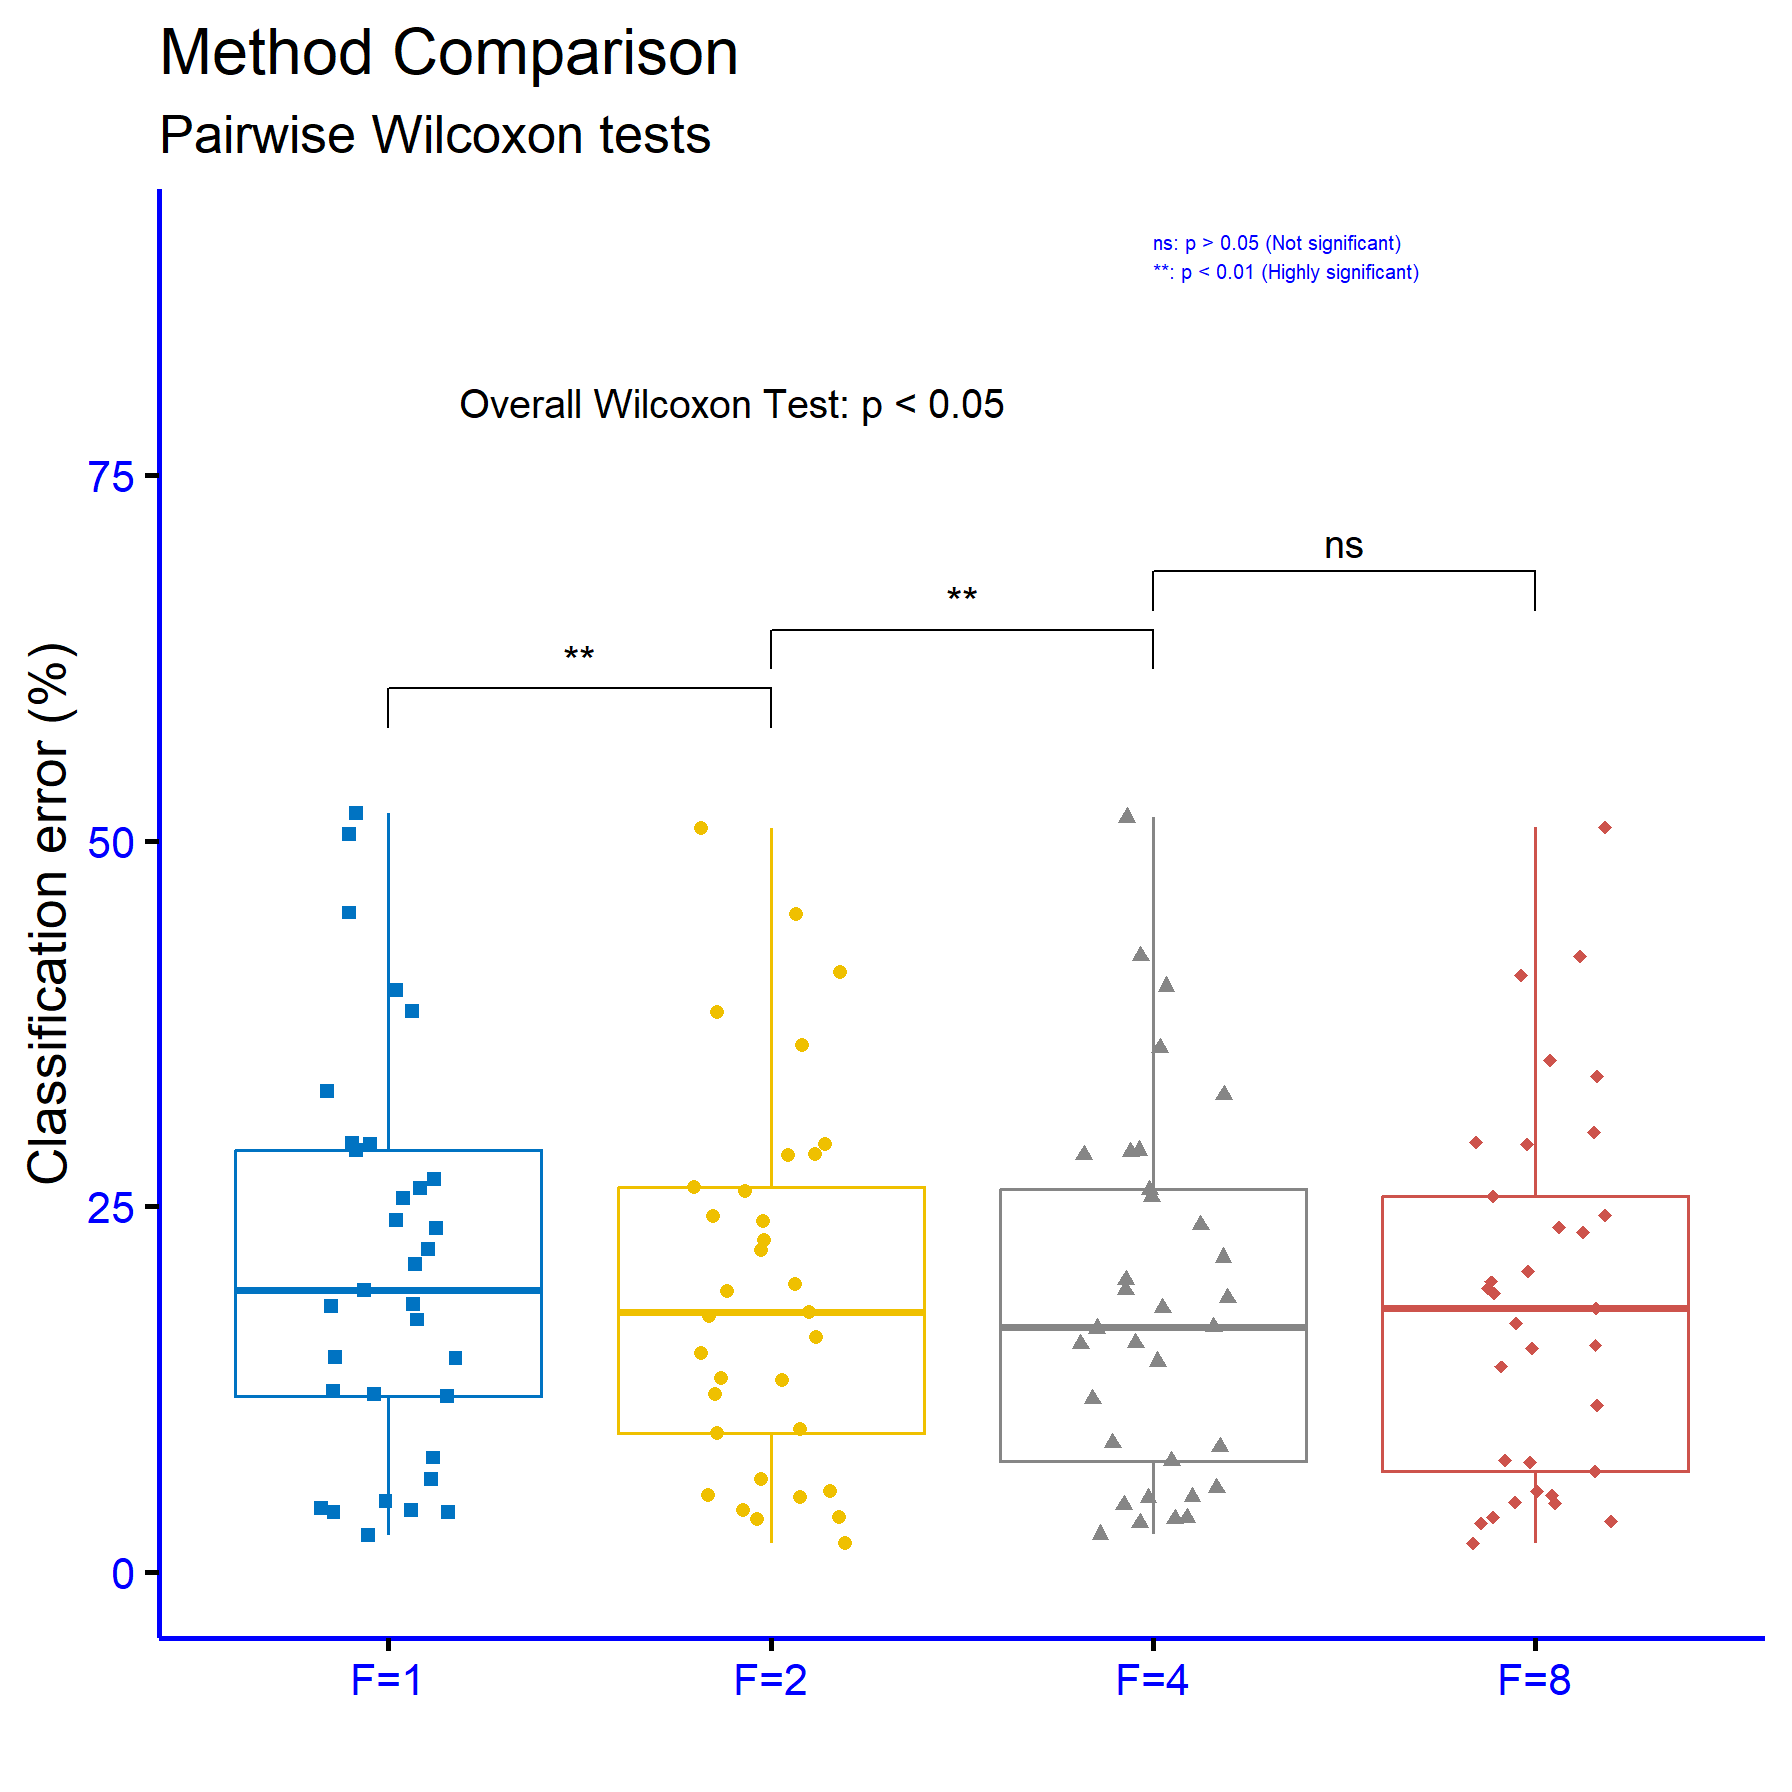 Method Comparison
Pairwise Wilcoxon tests
ns: p > 0.05 (Not significant)
**: p < 0.01 (Highly significant)
Overall Wilcoxon Test: p < 0.05
75
ns
**
**
50
25
0
Classification error (%)
F=1 F=2 F=4 F=8